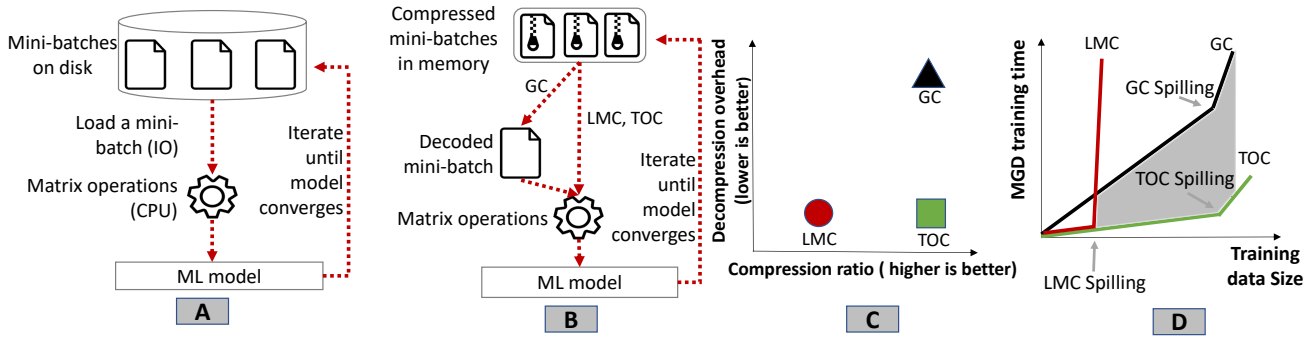 Mini-batches
on disk
Load a mini-
batch (IO)
Matrix operations
(CPU)
Iterate
until
model
converges
ML model
A
Compressed
mini-batches
in memory
GC
LMC, TOC
Decoded
mini-batch
Matrix operations
Iterate
until
model
converges
ML model
B
Decompression overhead
(lower is better)
GC
LMC
TOC
Compression ratio ( higher is better)
C
MGD training time
LMC
GC
GC Spilling
TOC
TOC Spilling
LMC Spilling
Training
data Size
D